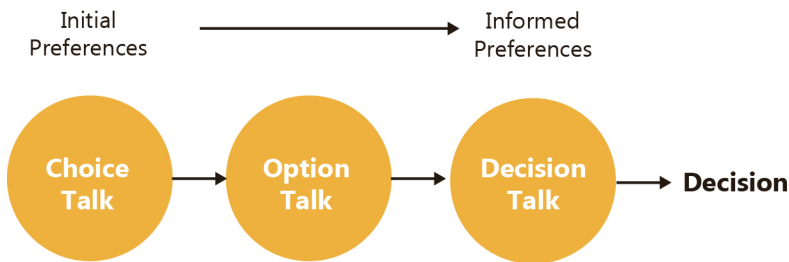 Initial
Preferences
Informed
Preferences
Choice
Talk
Option
Talk
Decision
Talk
Decision